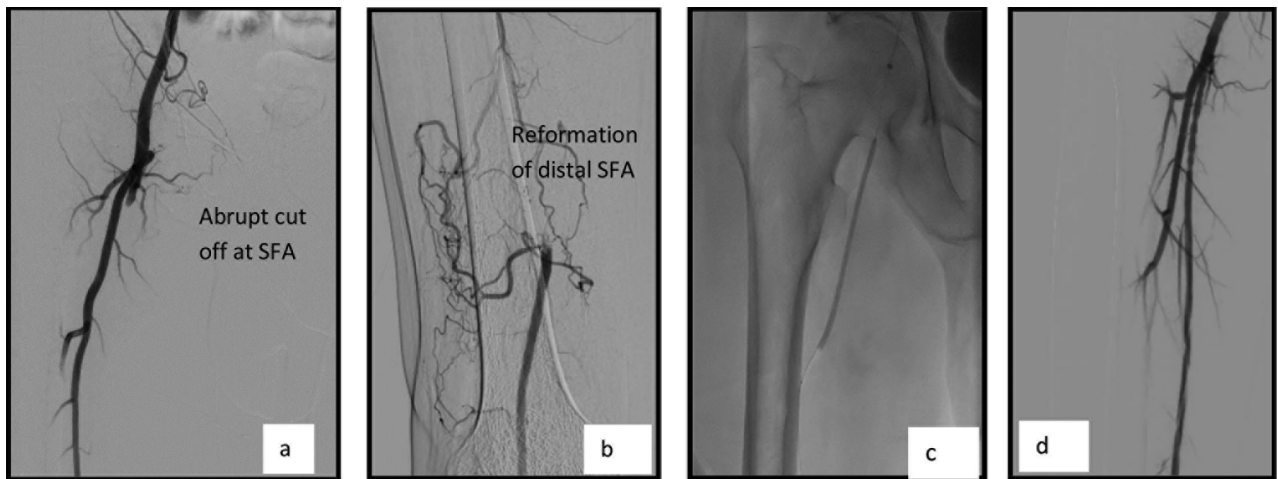 Abrupt cut
off at SFA
a
Reformation
of distal SFA
b
c
d